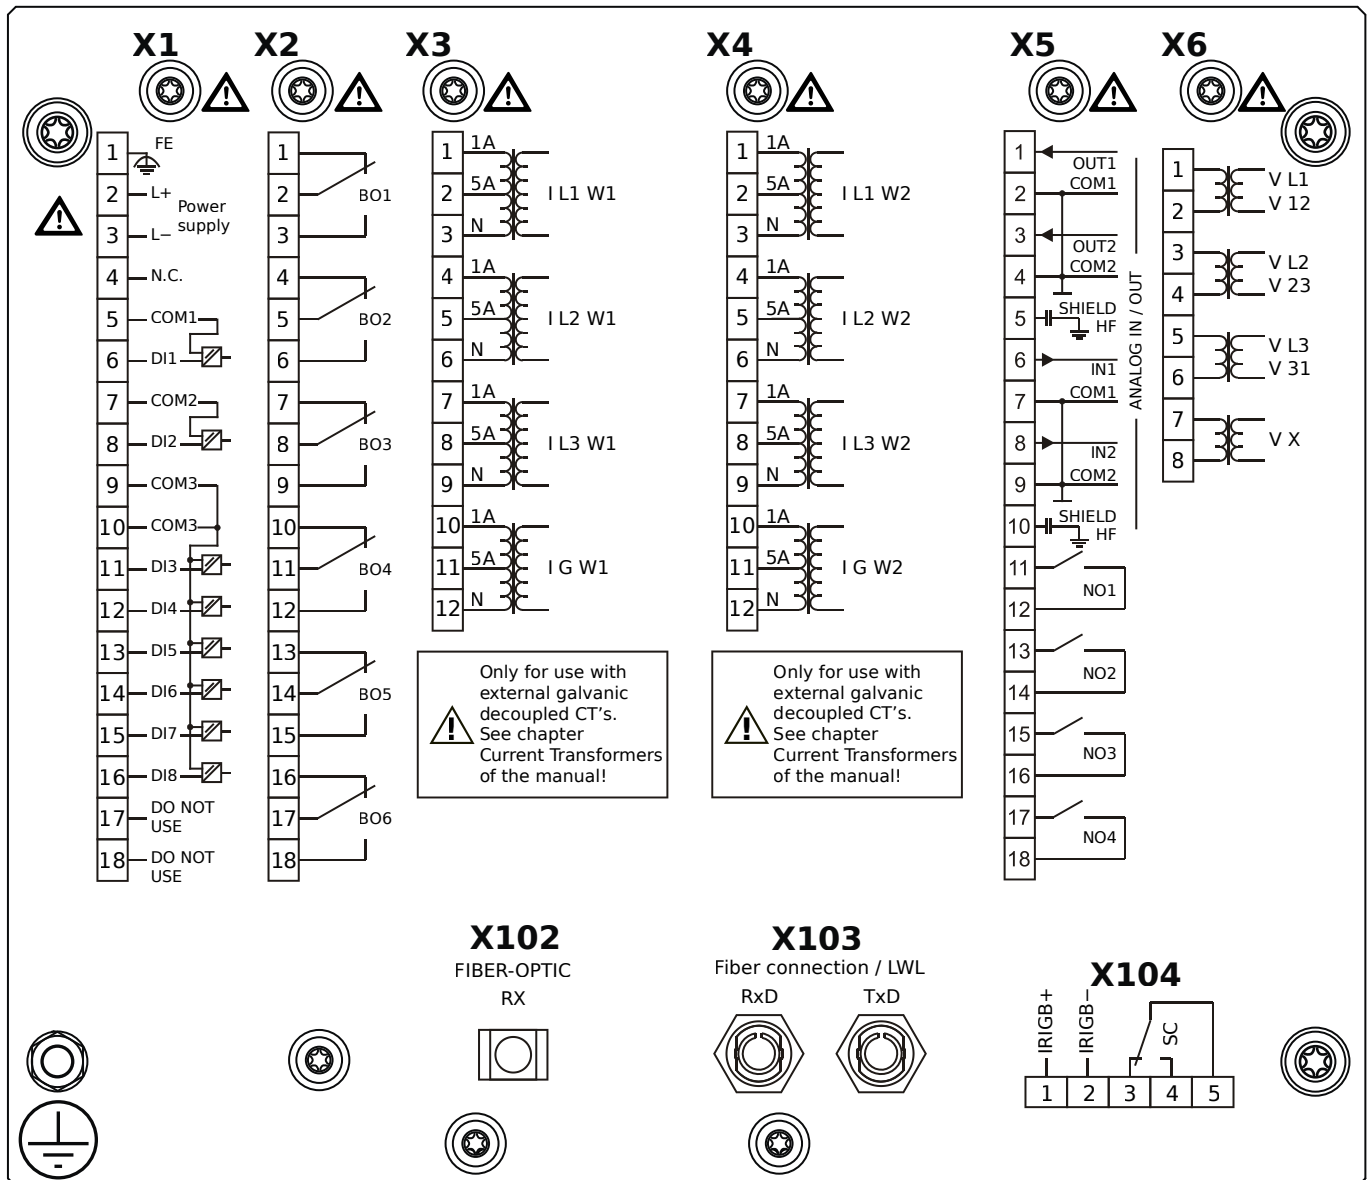 X1
X2
X3
X4
X5
X6
1 FE
2 L+
Power
supply
3 L−
4 N.C.
5 COM1
6 DI1
7 COM2
8 DI2
9 COM3
10 COM3
11 DI3
12 DI4
13 DI5
14 DI6
15 DI7
16 DI8
17 DO NOT
USE
18 DO NOT
USE
1
2 BO1
3
4
5 BO2
6
7
8 BO3
9
10
11 BO4
12
13
14 BO5
15
16
17 BO6
18
1 1A
2 5A I L1 W1
3 N
4 1A
5 5A I L2 W1
6 N
7 1A
8 5A I L3 W1
9 N
10 1A
11 5A I G W1
12 N
Only for use with
external galvanic
decoupled CT's.
See chapter
Current Transformers
of the manual!
1 1A
2 5A I L1 W2
3 N
4 1A
5 5A I L2 W2
6 N
7 1A
8 5A I L3 W2
9 N
10 1A
11 5A I G W2
12 N
Only for use with
external galvanic
decoupled CT's.
See chapter
Current Transformers
of the manual!
1
OUT1
2 COM1
3
OUT2
4 COM2
5 SHIELD
HF
6
IN1
7 COM1
8
IN2
9 COM2
10 SHIELD
HF
ANALOG IN / OUT
11
NO1
12
13
NO2
14
15
NO3
16
17
NO4
18
1 V L1
2 V 12
3 V L2
4 V 23
5 V L3
6 V 31
7
V X
8
X102
FIBER-OPTIC
RX
X103
Fiber connection / LWL
RxD TxD
X104
IRIGB+
IRIGB−
SC
1 2 3 4 5